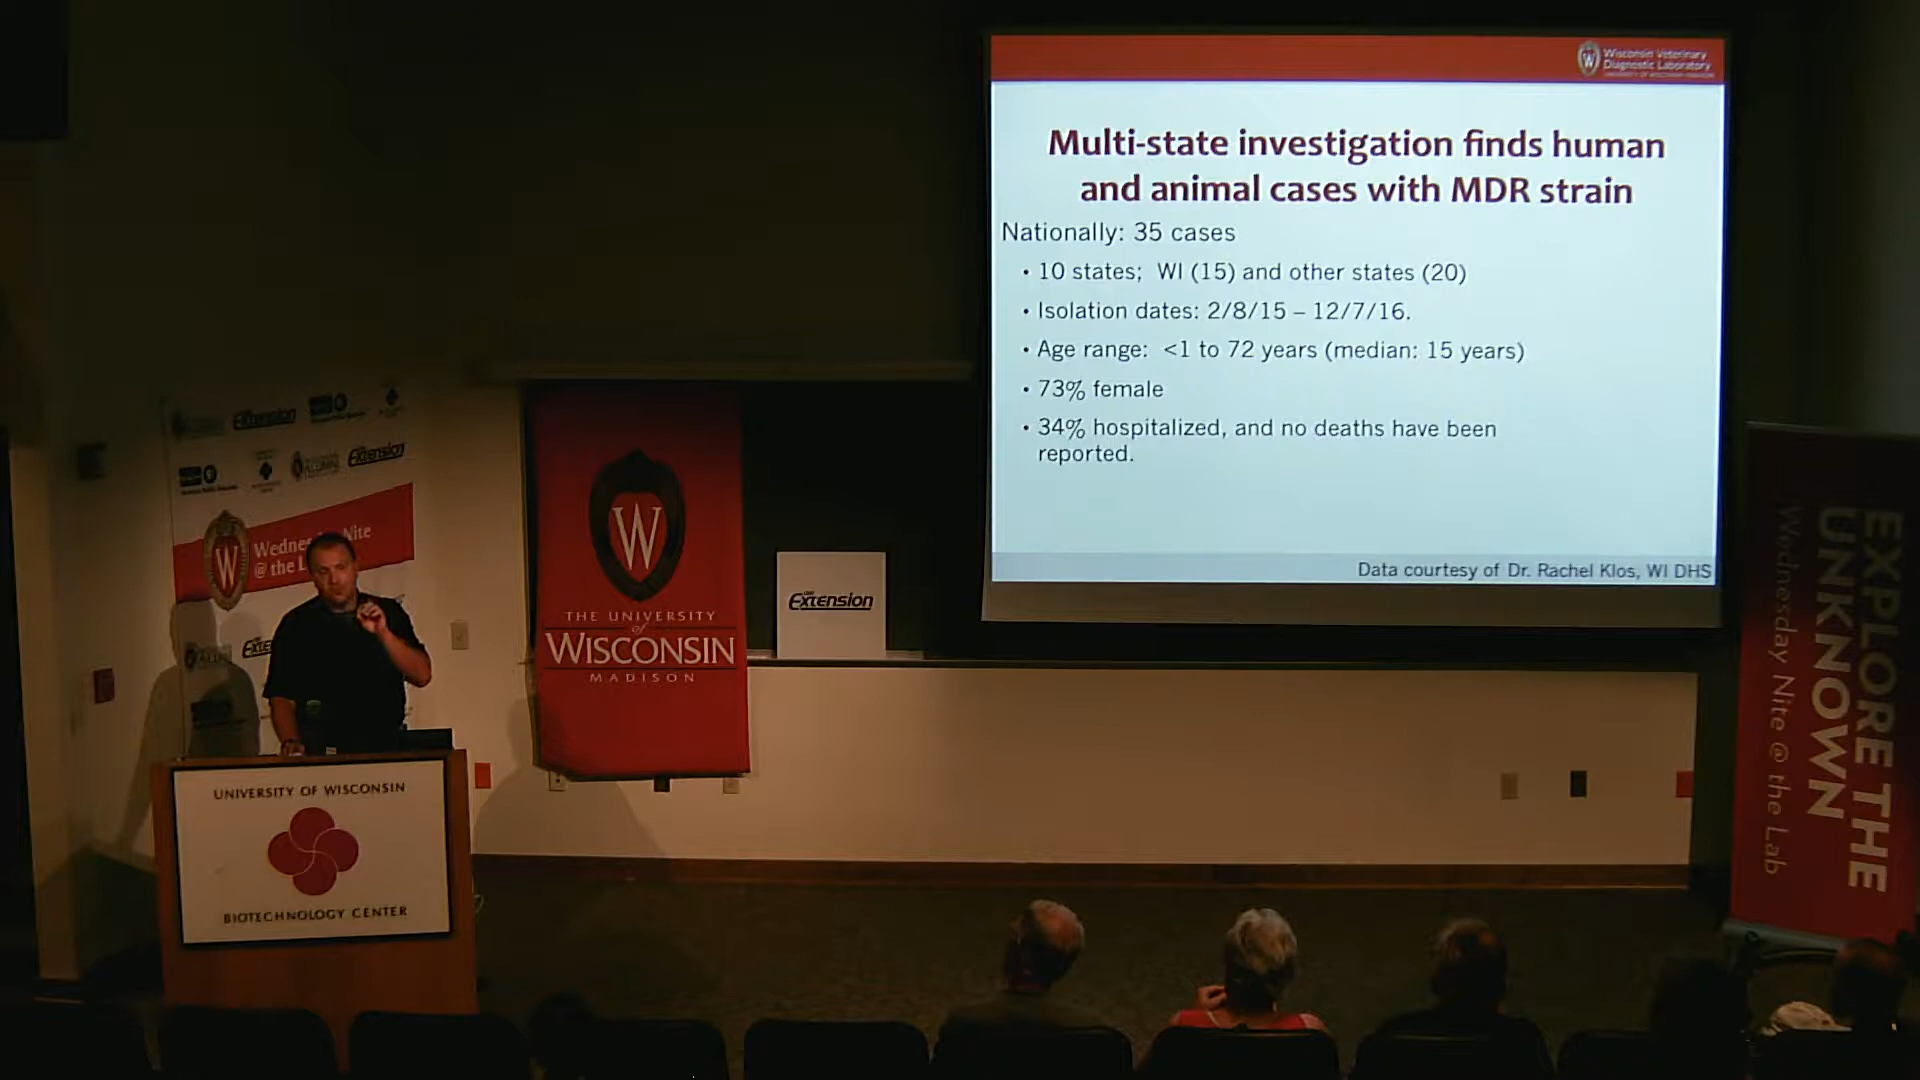 Wisconsin Veterinary
Diagnostic Laboratory
Multi-state investigation finds human
and animal cases with MDR strain
Nationally: 35 cases
• 10 states; WI (15) and other states (20)
• Isolation dates: 2/8/15 – 12/7/16.
• Age range: <1 to 72 years (median: 15 years)
• 73% female
• 34% hospitalized, and no deaths have been
reported.
Data courtesy of Dr. Rachel Klos, WI DHS
Extension
Extension
W
Nite
@ the
W
THE UNIVERSITY
of
WISCONSIN
MADISON
Extension
UNIVERSITY OF WISCONSIN
BIOTECHNOLOGY CENTER
EXPLORE THE
UNKNOWN
Wednesday Nite @ the Lab